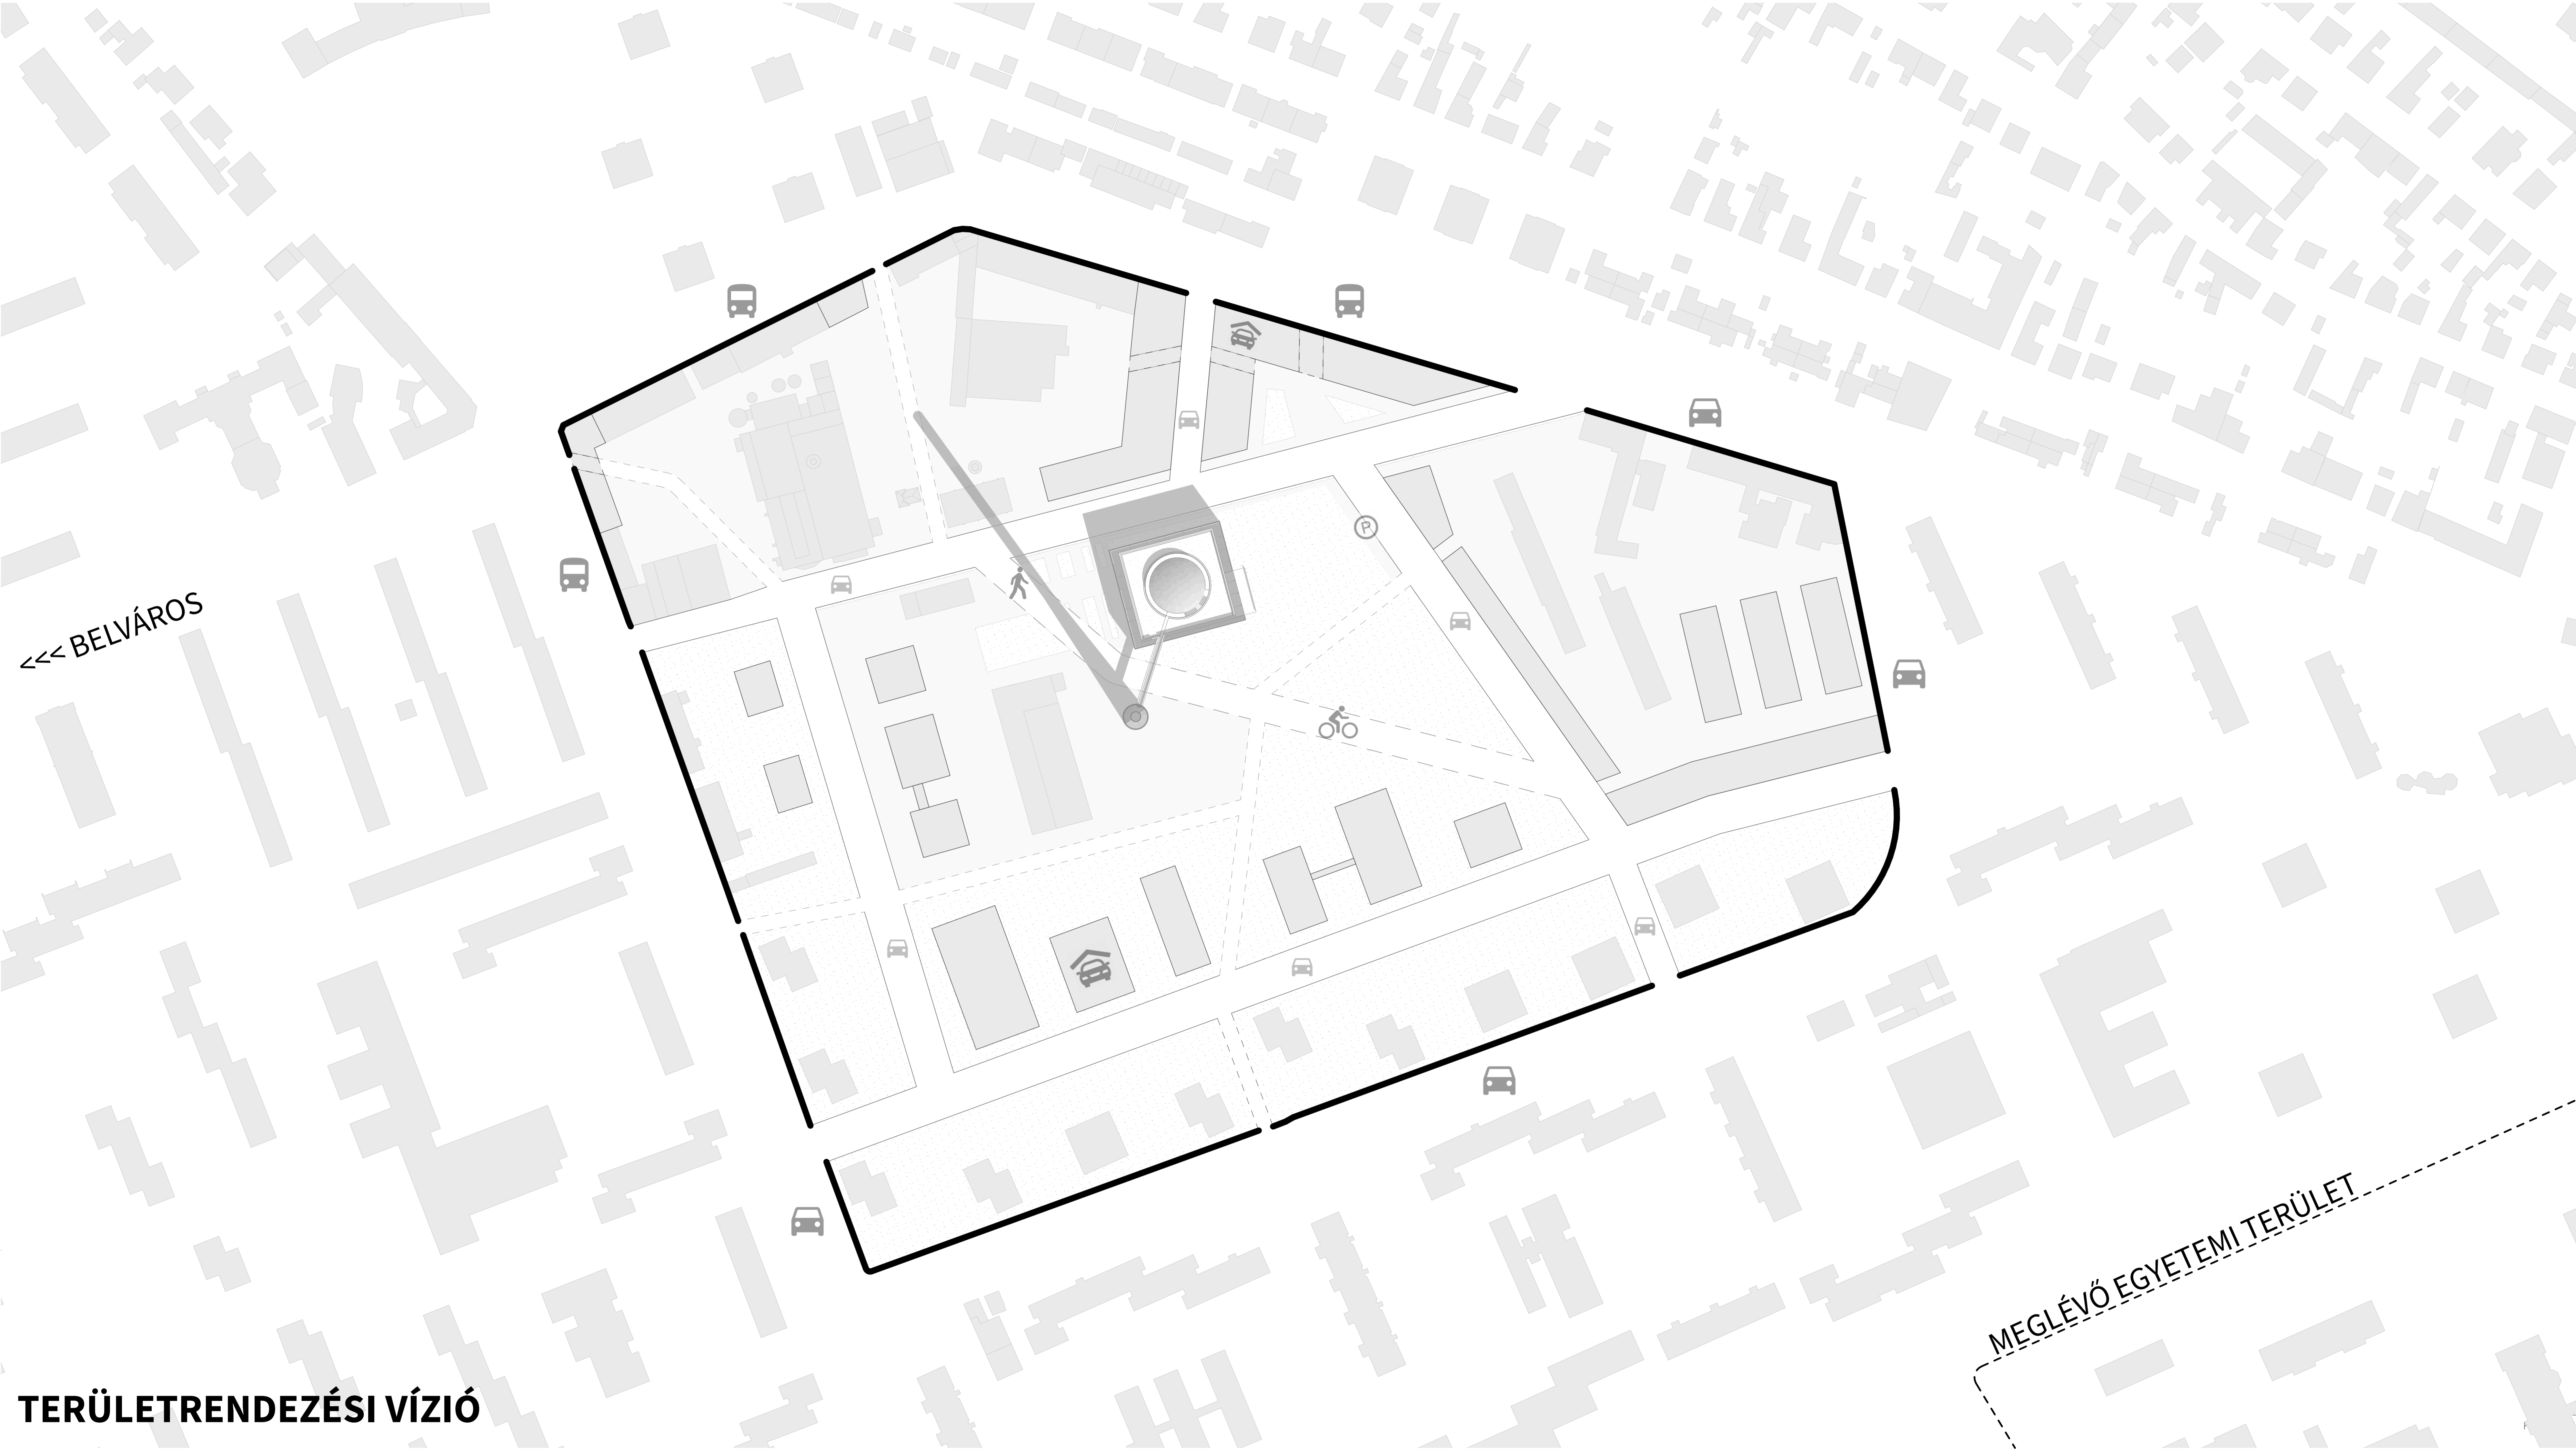 P
<<< BELVÁROS
MEGLÉVŐ EGYETEMI TERÜLET
TERÜLETRENDEZÉSI VÍZIÓ